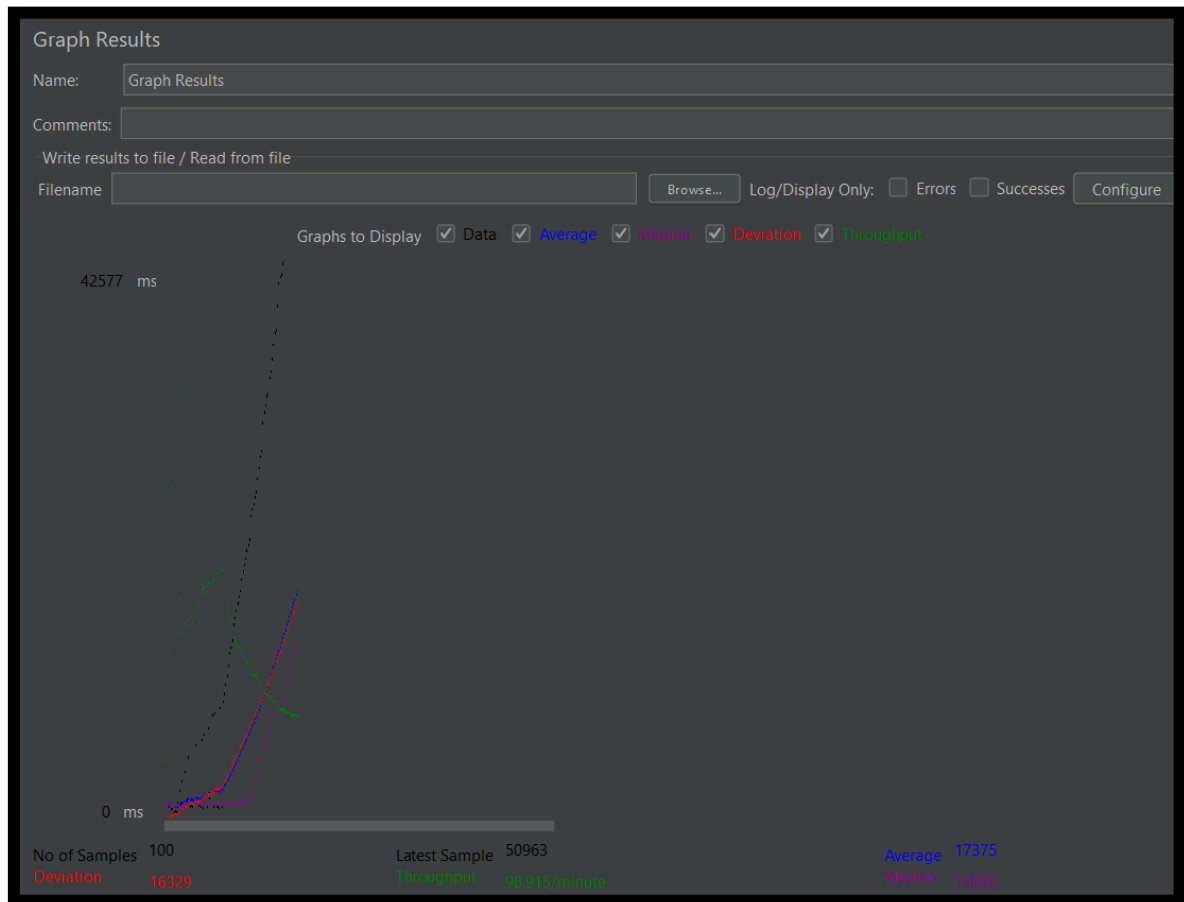 Graph Results
Name: Graph Results
Comments:
Write results to file / Read from file
Filename Browse... Log/Display Only: Errors Successes Configure
Graphs to Display Data Average Median Deviation Throughput
42577 ms
0 ms
No of Samples 100 Latest Sample 50963 Average 17375
Deviation 16329 Throughput 98.915/minute Median